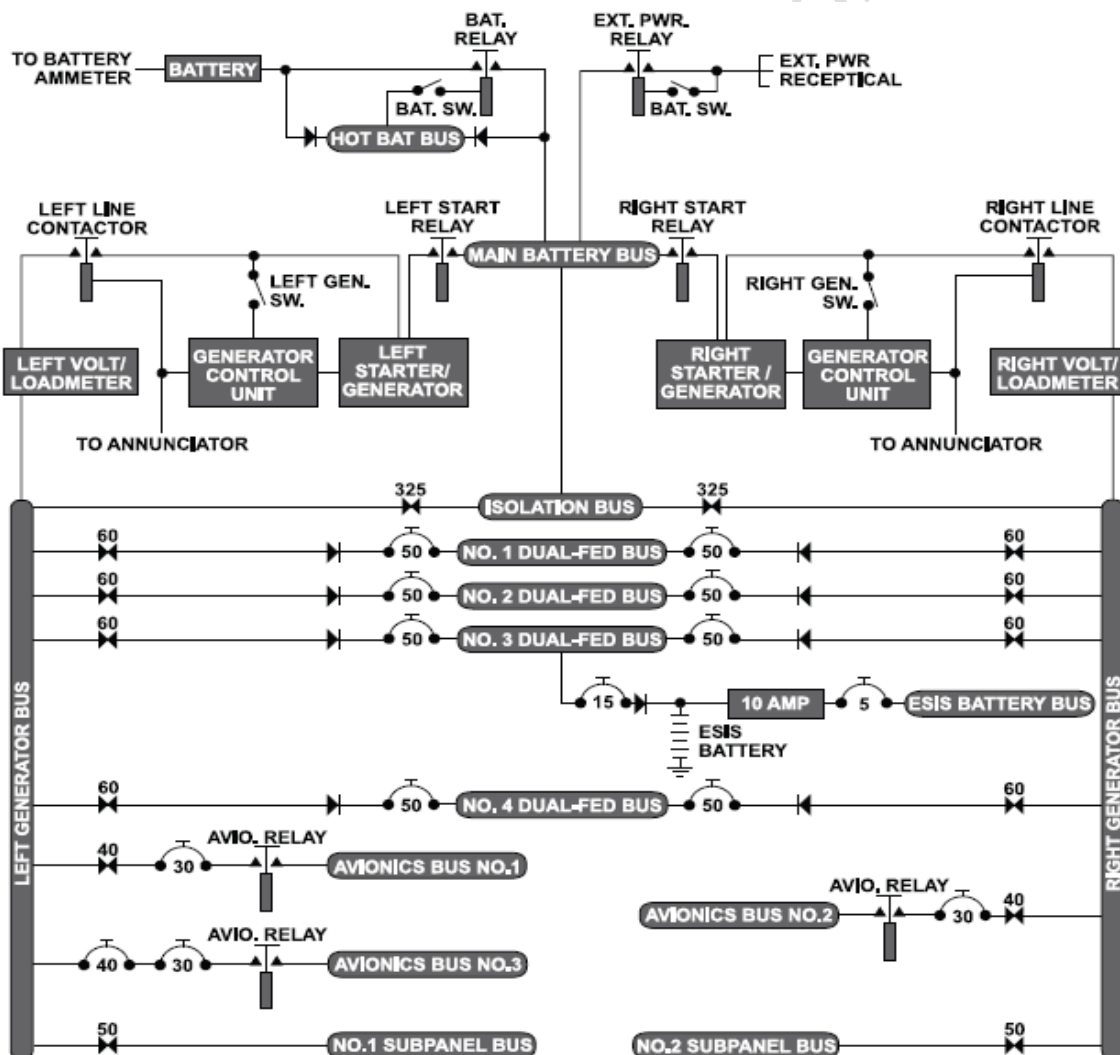 BAT.
RELAY
EXT. PWR.
RELAY
TO BATTERY
AMMETER
BATTERY
EXT. PWR
RECEPTICAL
BAT. SW.
BAT. SW.
HOT BAT BUS
LEFT LINE
CONTACTOR
LEFT START
RELAY
RIGHT START
RELAY
RIGHT LINE
CONTACTOR
MAIN BATTERY BUS
LEFT GEN.
SW.
RIGHT GEN.
SW.
LEFT VOLT/
LOADMETER
GENERATOR
CONTROL
UNIT
LEFT
STARTER/
GENERATOR
RIGHT
STARTER /
GENERATOR
GENERATOR
CONTROL
UNIT
RIGHT VOLT/
LOADMETER
TO ANNUNCIATOR
TO ANNUNCIATOR
325
ISOLATION BUS
325
60
50
NO. 1 DUAL-FED BUS
50
60
60
50
NO. 2 DUAL-FED BUS
50
60
60
50
NO. 3 DUAL-FED BUS
50
60
15
10 AMP
5
ESIS BATTERY BUS
ESIS
BATTERY
LEFT GENERATOR BUS
RIGHT GENERATOR BUS
60
50
NO. 4 DUAL-FED BUS
50
60
40
30
AVIO. RELAY
AVIONICS BUS NO.1
AVIO. RELAY
AVIONICS BUS NO.2
30
40
AVIO. RELAY
40
30
AVIONICS BUS NO.3
50
NO.1 SUBPANEL BUS
NO.2 SUBPANEL BUS
50